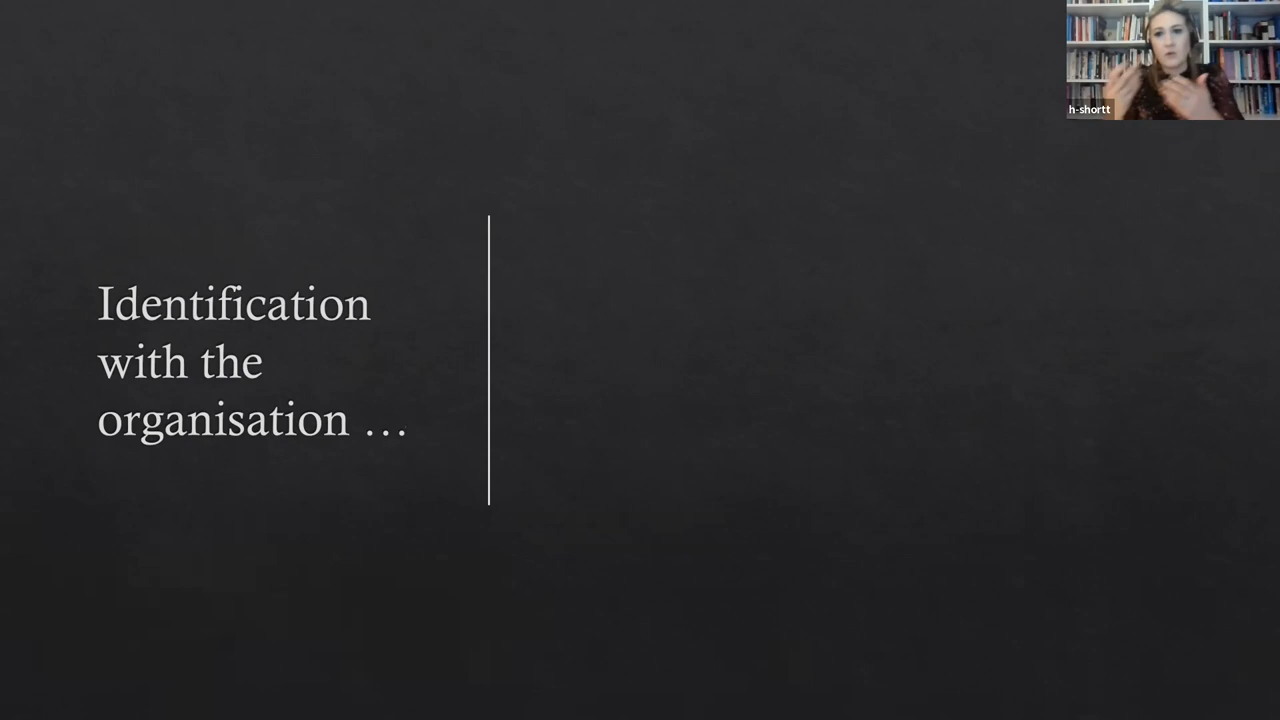 h-shortt
Identification
with the
organisation …